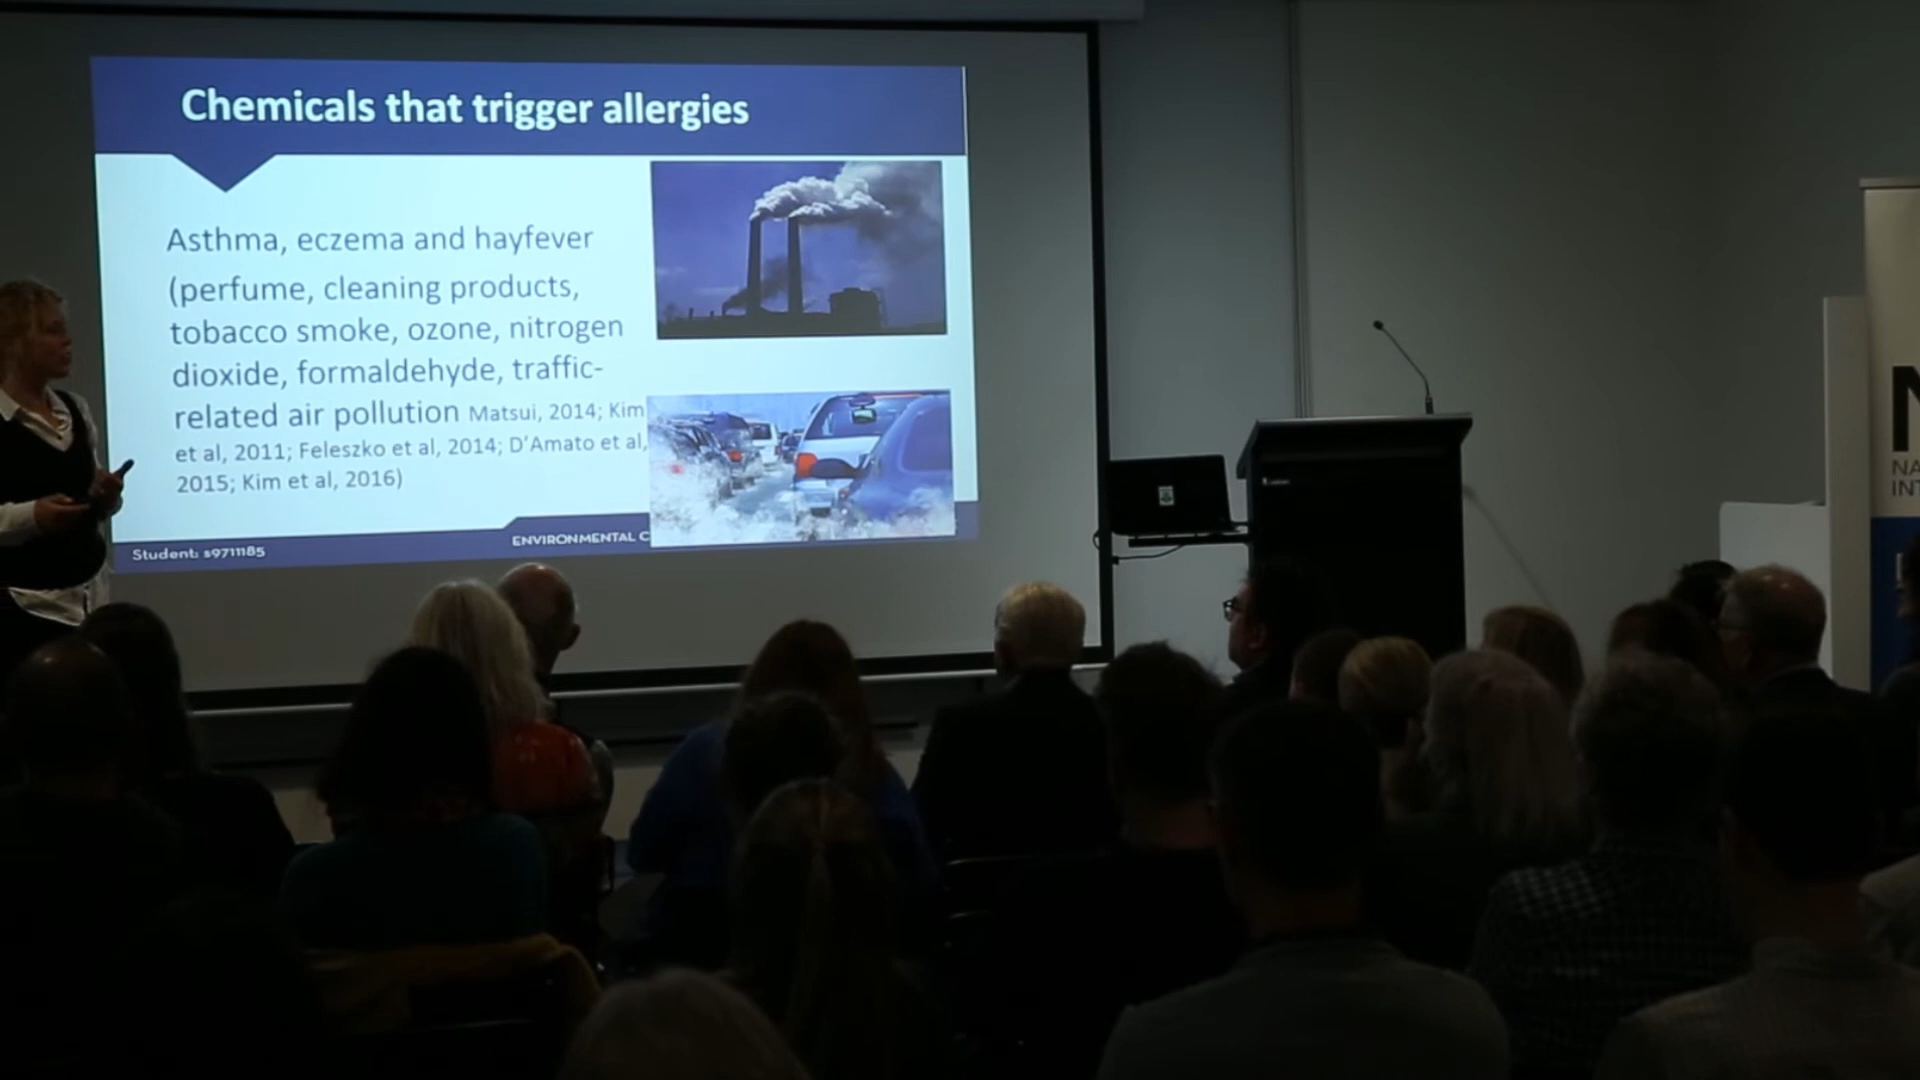 Chemicals that trigger allergies
Asthma, eczema and hayfever
(perfume, cleaning products,
tobacco smoke, ozone, nitrogen
dioxide, formaldehyde, traffic-
related air pollution Matsui, 2014; Kim
et al, 2011; Feleszko et al, 2014; D'Amato et al,
2015; Kim et al, 2016)
ENVIRONMENTAL C
Student: s9711185
N
NA
INT